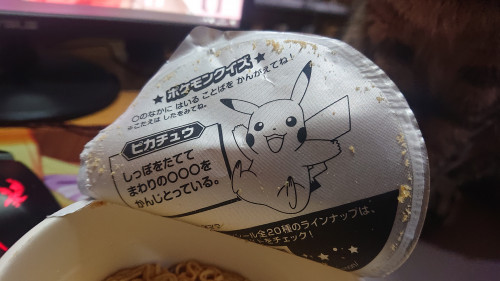 ★ポケモンクイズ★
○のなかに はいる ことばを かんがえてね!
※こたえは したをみてね。
ピカチュウ
しっぽをたてて
まわりの○○○を
かんじとっている。
ール全20種のラインナップは、
チェック!